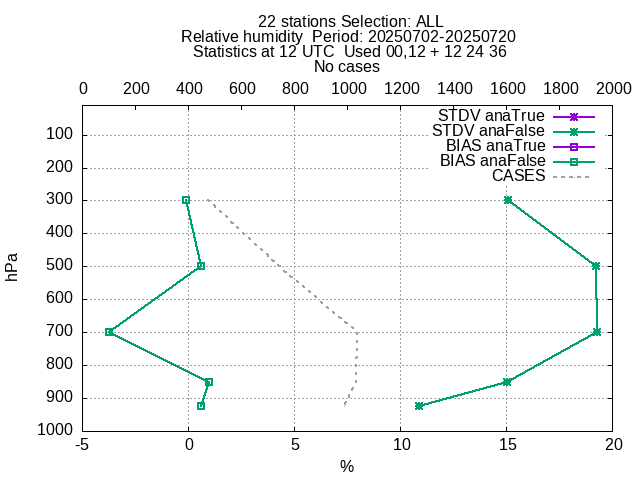 22 stations Selection: ALL
Relative humidity  Period: 20250702-20250720
Statistics at 12 UTC  Used 00,12 + 12 24 36
No cases
0 200 400 600 800 1000 1200 1400 1600 1800 2000
STDV anaTrue
STDV anaFalse
BIAS anaTrue
BIAS anaFalse
CASES
100
200
300
400
500
600
700
800
900
1000
hPa
-5 0 5 10 15 20
%